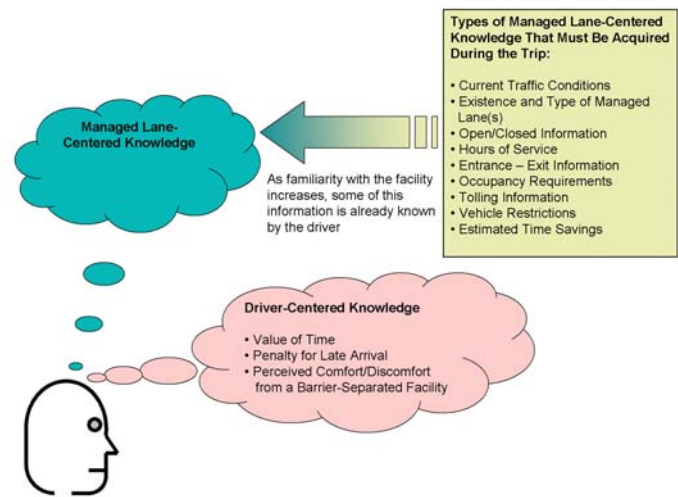 Types of Managed Lane-Centered
Knowledge That Must Be Acquired
During the Trip:
• Current Traffic Conditions
• Existence and Type of Managed
Lane(s)
• Open/Closed Information
• Hours of Service
• Entrance – Exit Information
• Occupancy Requirements
• Tolling Information
• Vehicle Restrictions
• Estimated Time Savings
Managed Lane-
Centered Knowledge
As familiarity with the facility
increases, some of this
information is already known
by the driver
Driver-Centered Knowledge
• Value of Time
• Penalty for Late Arrival
• Perceived Comfort/Discomfort
from a Barrier-Separated Facility